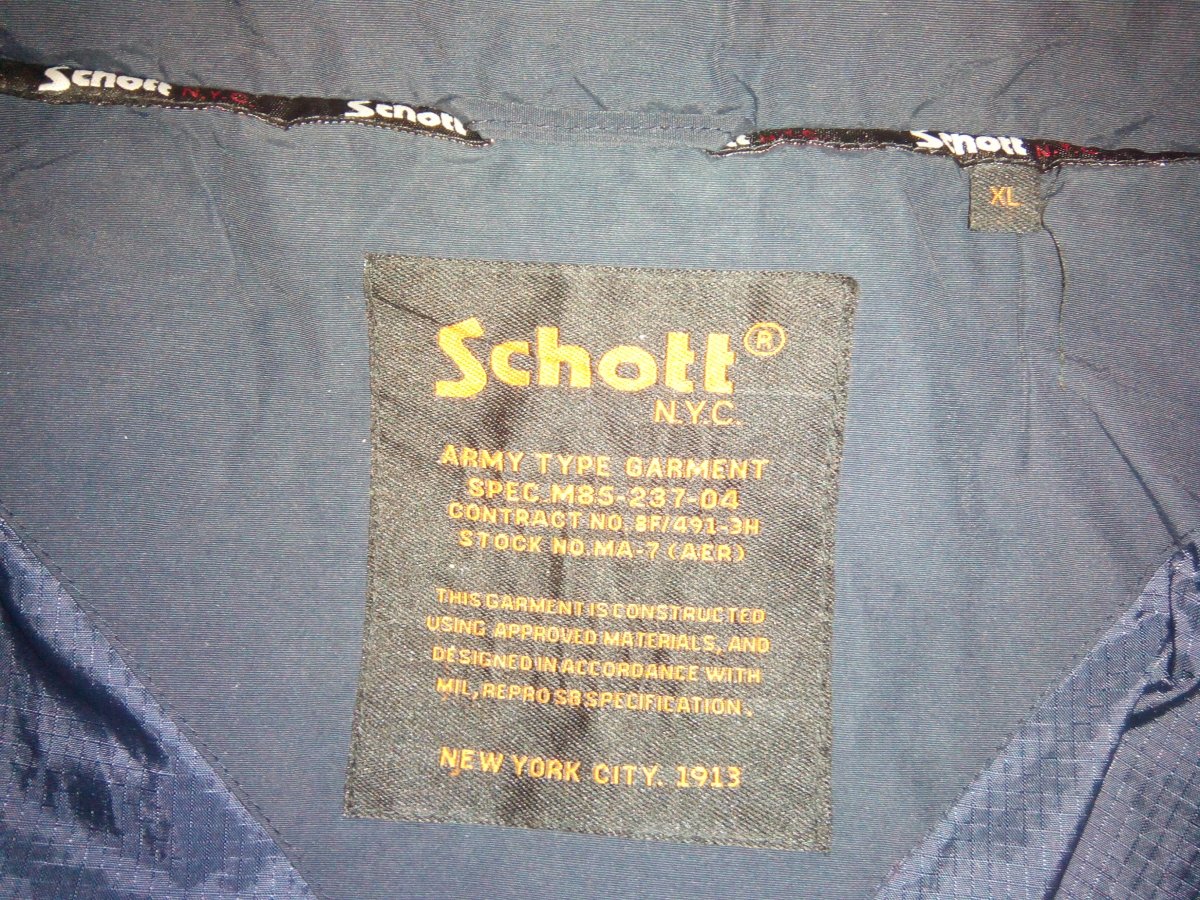 Schott N.Y.C. Schott
Schott N.
XL
Schott ®
N.Y.C.
ARMY TYPE GARMENT
SPEC. M85-237-04
CONTRACT NO. 8F/491-3H
STOCK NO. MA-7 (AER)
THIS GARMENT IS CONSTRUCTED
USING APPROVED MATERIALS, AND
DESIGNED IN ACCORDANCE WITH
MIL, REPRO SB SPECIFICATION.
NEW YORK CITY. 1913